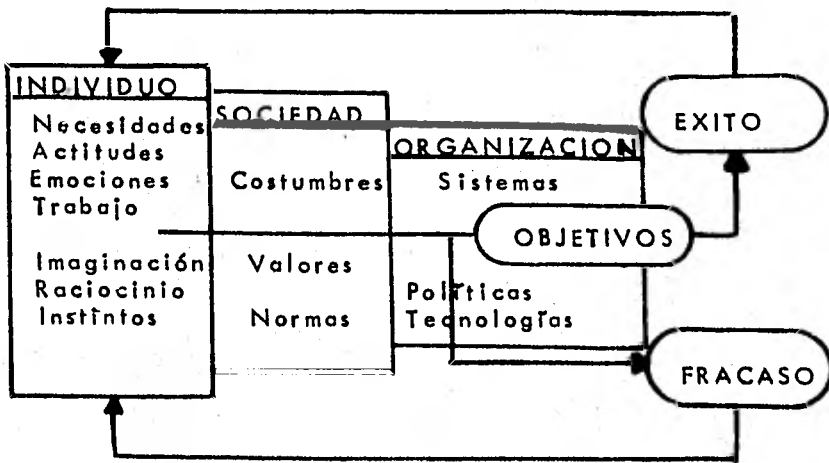 INDIVIDUO
Necesidades
Actitudes
Emociones
Trabajo
Imaginación
Raciocinio
Instintos
SOCIEDAD
Costumbres
Valores
Normas
ORGANIZACION
Sistemas
OBJETIVOS
Políticas
Tecnologías
EXITO
FRACASO